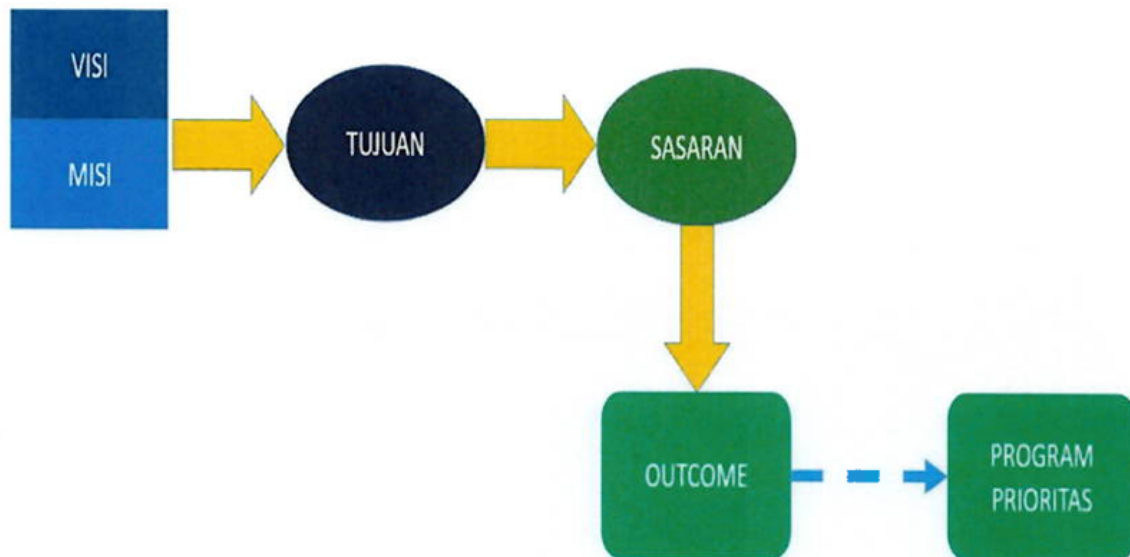 VISI
MISI
TUJUAN
SASARAN
OUTCOME
PROGRAM
PRIORITAS